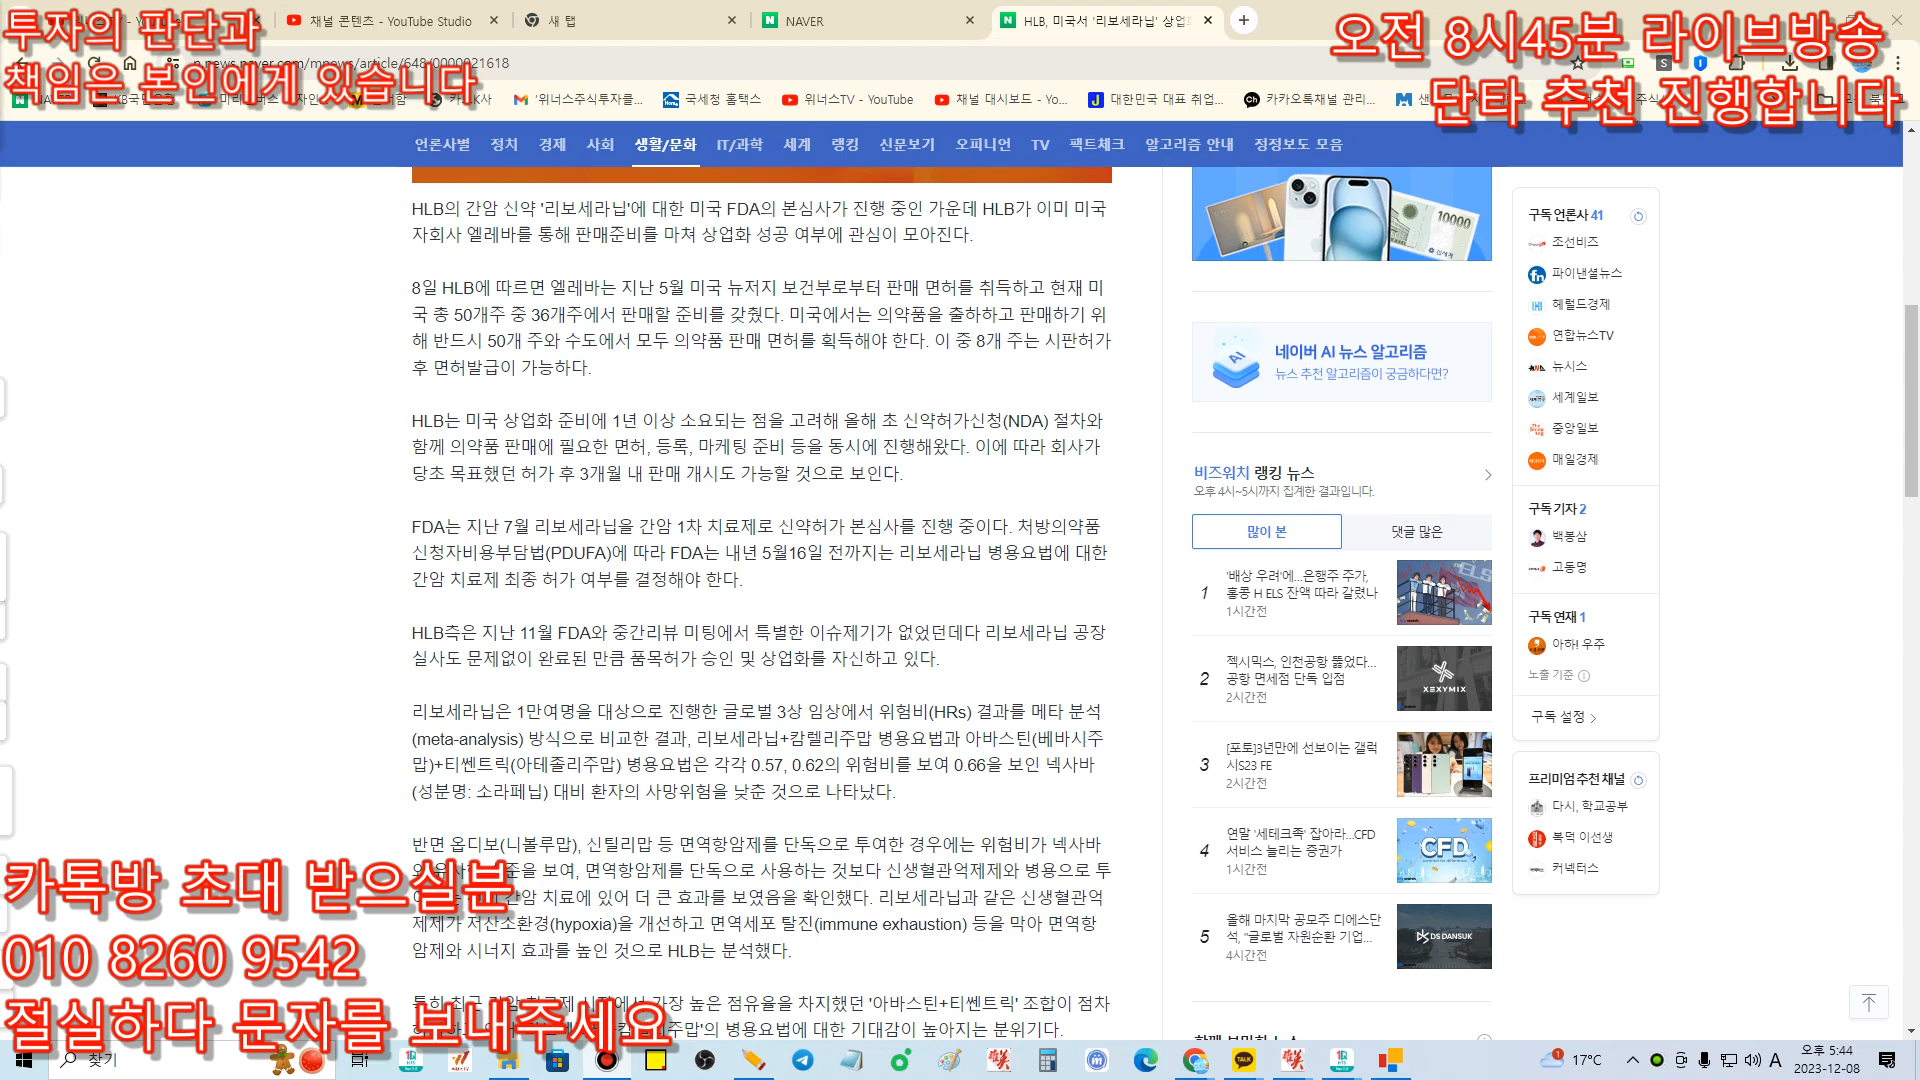 채널 콘텐츠 - YouTube Studio
새 탭
NAVER
HLB, 미국서 '리보세라닙' 상업
투자의 판단과
책임은 본인에게 있습니다
오전 8시45분 라이브방송
단타 추천 진행합니다
n.news.naver.com/mnews/article/648/0000021618
'위너스주식투자를...
국세청 홈택스
위너스TV - YouTube
채널 대시보드 - Yo...
대한민국 대표 취업...
카카오톡채널 관리...
언론사별 정치 경제 사회 생활/문화 IT/과학 세계 랭킹 신문보기 오피니언 TV 팩트체크 알고리즘 안내 정정보도 모음
HLB의 간암 신약 '리보세라닙'에 대한 미국 FDA의 본심사가 진행 중인 가운데 HLB가 이미 미국
자회사 엘레바를 통해 판매준비를 마쳐 상업화 성공 여부에 관심이 모아진다.
8일 HLB에 따르면 엘레바는 지난 5월 미국 뉴저지 보건부로부터 판매 면허를 취득하고 현재 미
국 총 50개주 중 36개주에서 판매할 준비를 갖췄다. 미국에서는 의약품을 출하하고 판매하기 위
해 반드시 50개 주와 수도에서 모두 의약품 판매 면허를 획득해야 한다. 이 중 8개 주는 시판허가
후 면허발급이 가능하다.
HLB는 미국 상업화 준비에 1년 이상 소요되는 점을 고려해 올해 초 신약허가신청(NDA) 절차와
함께 의약품 판매에 필요한 면허, 등록, 마케팅 준비 등을 동시에 진행해왔다. 이에 따라 회사가
당초 목표했던 허가 후 3개월 내 판매 개시도 가능할 것으로 보인다.
FDA는 지난 7월 리보세라닙을 간암 1차 치료제로 신약허가 본심사를 진행 중이다. 처방의약품
신청자비용부담법(PDUFA)에 따라 FDA는 내년 5월16일 전까지는 리보세라닙 병용요법에 대한
간암 치료제 최종 허가 여부를 결정해야 한다.
HLB측은 지난 11월 FDA와 중간리뷰 미팅에서 특별한 이슈제기가 없었던데다 리보세라닙 공장
실사도 문제없이 완료된 만큼 품목허가 승인 및 상업화를 자신하고 있다.
리보세라닙은 1만여명을 대상으로 진행한 글로벌 3상 임상에서 위험비(HRs) 결과를 메타 분석
(meta-analysis) 방식으로 비교한 결과, 리보세라닙+캄렐리주맙 병용요법과 아바스틴(베바시주
맙)+티쎈트릭(아테졸리주맙) 병용요법은 각각 0.57, 0.62의 위험비를 보여 0.66을 보인 넥사바
(성분명: 소라페닙) 대비 환자의 사망위험을 낮춘 것으로 나타났다.
반면 옵디보(니볼루맙), 신틸리맙 등 면역항암제를 단독으로 투여한 경우에는 위험비가 넥사바
보여, 면역항암제를 단독으로 사용하는 것보다 신생혈관억제제와 병용으로 투
간암 치료에 있어 더 큰 효과를 보였음을 확인했다. 리보세라닙과 같은 신생혈관억
제제가 저산소환경(hypoxia)을 개선하고 면역세포 탈진(immune exhaustion) 등을 막아 면역항
암제와 시너지 효과를 높인 것으로 HLB는 분석했다.
특히 최근 가장 높은 점유율을 차지했던 '아바스틴+티쎈트릭' 조합이 점차
병용요법에 대한 기대감이 높아지는 분위기다.
카톡방 초대 받으실분
010 8260 9542
절실하다 문자를 보내주세요
10000
네이버 AI 뉴스 알고리즘
뉴스 추천 알고리즘이 궁금하다면?
비즈워치 랭킹 뉴스
오후 4시~5시까지 집계한 결과입니다.
많이 본 댓글 많은
1 '배상 우려'에...은행주 주가,
홍콩 H ELS 잔액 따라 갈렸나
1시간전
2 젝시믹스, 인천공항 뚫었다...
공항 면세점 단독 입점
2시간전
XEXYMIX
3 [포토]3년만에 선보이는 갤럭
시S23 FE
2시간전
4 연말 '세테크족' 잡아라...CFD
서비스 늘리는 증권가
1시간전
CFD
5 올해 마지막 공모주 디에스단
석, "글로벌 자원순환 기업...
4시간전
DS DANSUK
구독 언론사 41
조선비즈
파이낸셜뉴스
헤럴드경제
연합뉴스TV
뉴시스
세계일보
중앙일보
매일경제
구독 기자 2
백봉삼
고동명
구독 연재 1
아하! 우주
노출 기준
구독 설정
프리미엄 추천 채널
다시, 학교공부
복덕 이선생
커넥터스
찾기
17°C
A
오후 5:44
2023-12-08